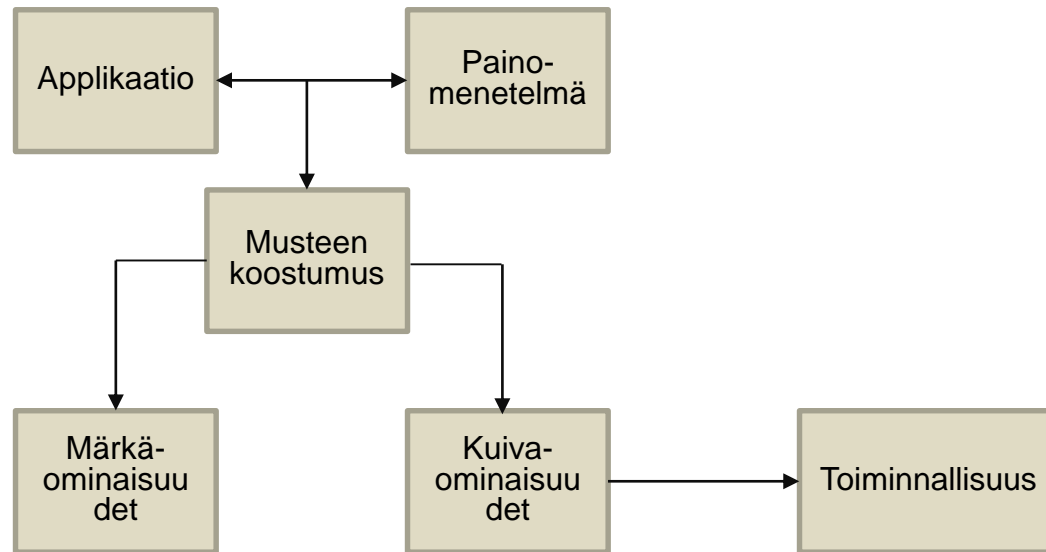 Applikaatio
Paino-
menetelmä
Musteen
koostumus
Märkä-
ominaisuu
det
Kuiva-
ominaisuu
det
Toiminnallisuus